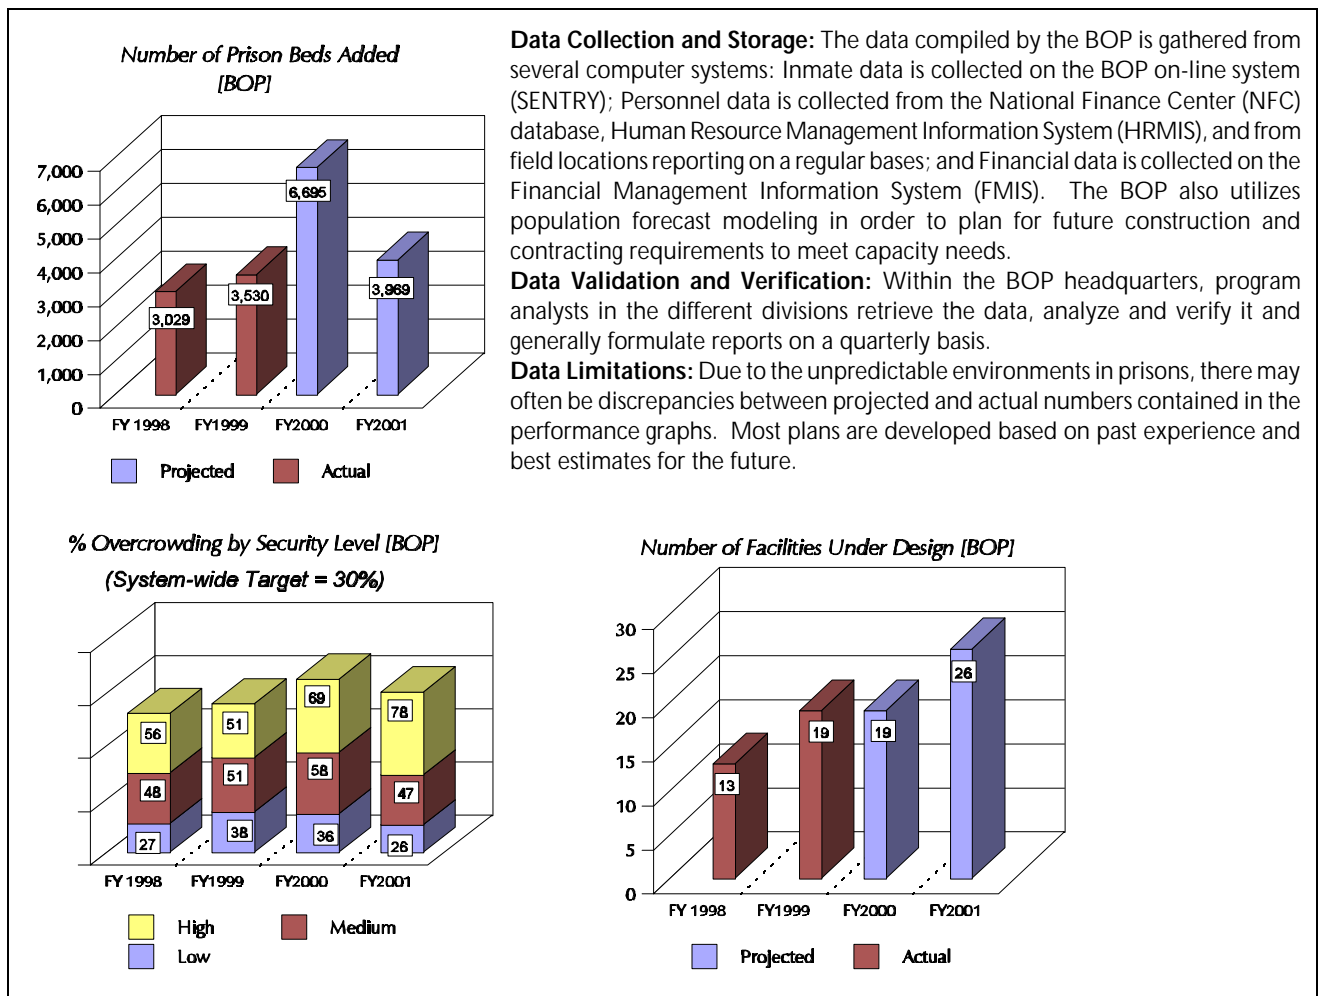 Number of Prison Beds Added
[BOP]
7,000
6,000
5,000
4,000
3,000
2,000
1,000
0
3,029
3,530
6,695
3,969
FY 1998
FY1999
FY2000
FY2001
Projected
Actual
Data Collection and Storage: The data compiled by the BOP is gathered from
several computer systems: Inmate data is collected on the BOP on-line system
(SENTRY); Personnel data is collected from the National Finance Center (NFC)
database, Human Resource Management Information System (HRMIS), and from
field locations reporting on a regular bases; and Financial data is collected on the
Financial Management Information System (FMIS). The BOP also utilizes
population forecast modeling in order to plan for future construction and
contracting requirements to meet capacity needs.
Data Validation and Verification: Within the BOP headquarters, program
analysts in the different divisions retrieve the data, analyze and verify it and
generally formulate reports on a quarterly basis.
Data Limitations: Due to the unpredictable environments in prisons, there may
often be discrepancies between projected and actual numbers contained in the
performance graphs. Most plans are developed based on past experience and
best estimates for the future.
% Overcrowding by Security Level [BOP]
(System-wide Target = 30%)
56
51
69
78
48
51
58
47
27
38
36
26
FY 1998
FY1999
FY2000
FY2001
High
Medium
Low
Number of Facilities Under Design [BOP]
30
25
20
15
10
5
0
13
19
19
26
FY 1998
FY1999
FY2000
FY2001
Projected
Actual